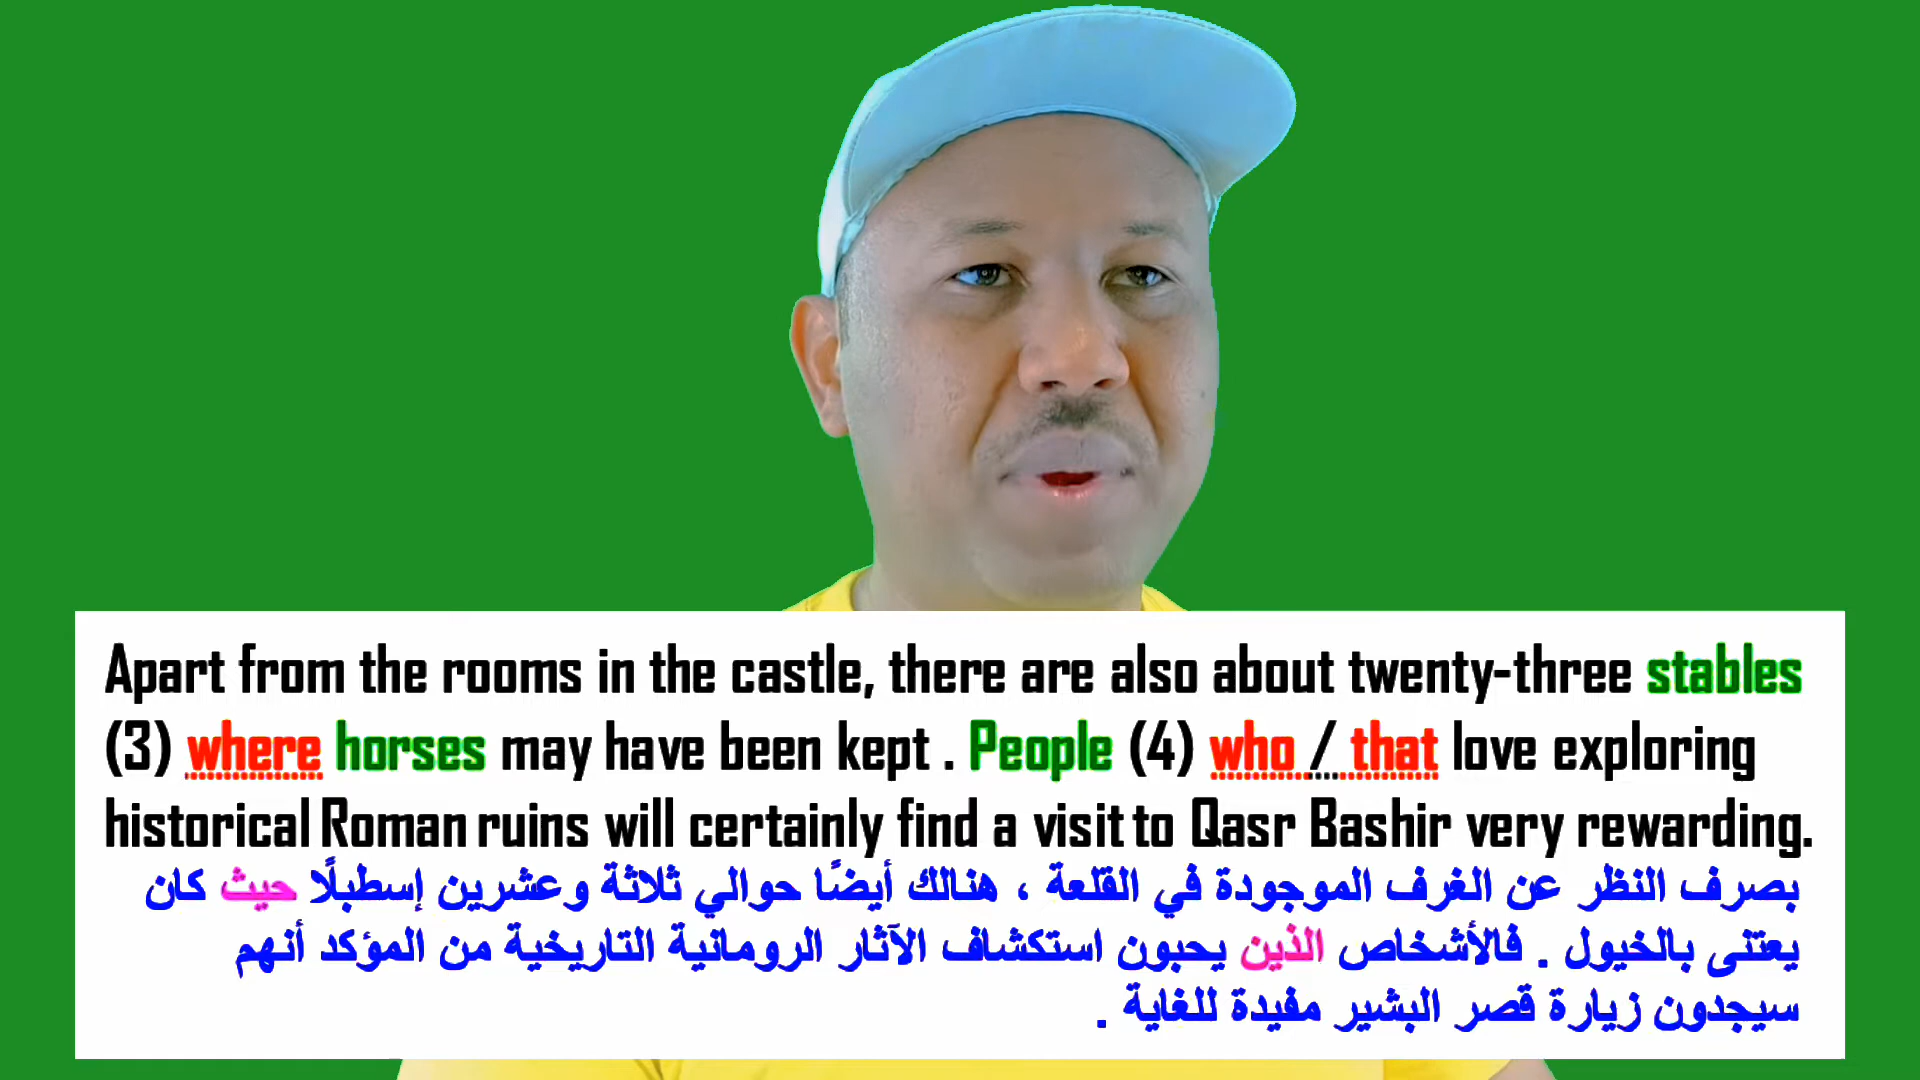 Apart from the rooms in the castle, there are also about twenty-three stables
(3) where horses may have been kept . People (4) who / that love exploring
historical Roman ruins will certainly find a visit to Qasr Bashir very rewarding.
بصرف النظر عن الغرف الموجودة في القلعة ، هنالك أيضًا حوالي ثلاثة وعشرين إسطبلًا حيث كان
يعتنى بالخيول . فالأشخاص الذين يحبون استكشاف الآثار الرومانية التاريخية من المؤكد أنهم
سيجدون زيارة قصر البشير مفيدة للغاية .